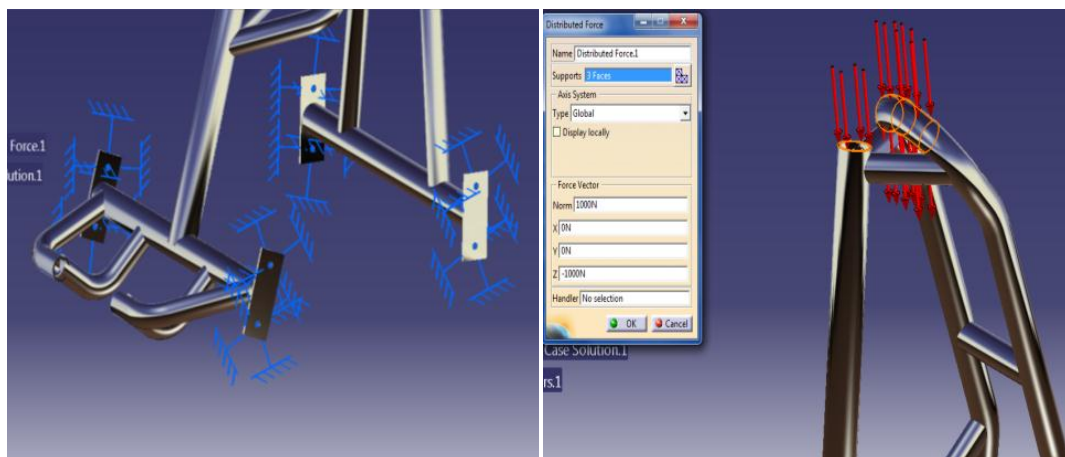 Force.1
ution.1
Distributed Force
Name Distributed Force.1
Supports 3 Faces
Axis System
Type Global
Display locally
Force Vector
Norm 1000N
X 0N
Y 0N
Z -1000N
Handler No selection
OK Cancel
Case Solution.1
rs.1